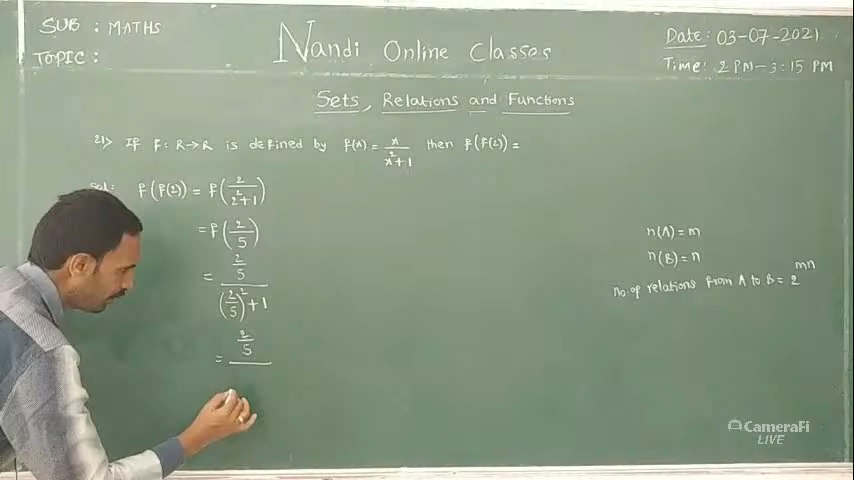 SUB : MATHS
TOPIC :
Nandi Online Classes
Date: 03-07-2021
Time: 2 PM-3:15 PM
Sets, Relations and Functions
21> If f: R→R is defined by f(x) = x/(x²+1) then f(f(2)) =
Sol: f(f(2)) = f(2/(2²+1))
= f(2/5)
= (2/5)/((2/5)²+1)
= 2/5
n(A) = m
n(B) = n
no. of relations from A to B = 2^mn
CameraFi
LIVE